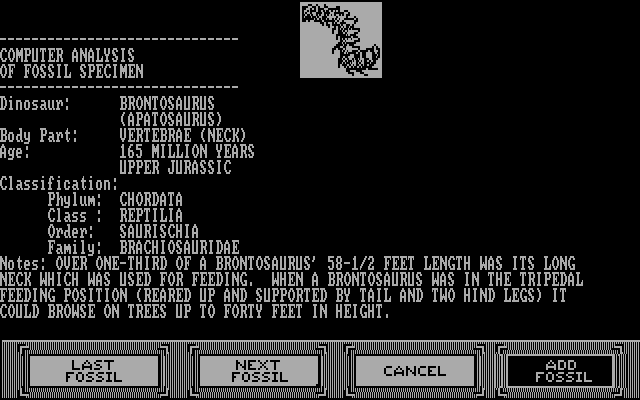 COMPUTER ANALYSIS
OF FOSSIL SPECIMEN
Dinosaur: BRONTOSAURUS
(APATOSAURUS)
Body Part: VERTEBRAE (NECK)
Age: 165 MILLION YEARS
UPPER JURASSIC
Classification:
Phylum: CHORDATA
Class : REPTILIA
Order: SAURISCHIA
Family: BRACHIOSAURIDAE
Notes: OVER ONE-THIRD OF A BRONTOSAURUS' 58-1/2 FEET LENGTH WAS ITS LONG
NECK WHICH WAS USED FOR FEEDING. WHEN A BRONTOSAURUS WAS IN THE TRIPEDAL
FEEDING POSITION (REARED UP AND SUPPORTED BY TAIL AND TWO HIND LEGS) IT
COULD BROWSE ON TREES UP TO FORTY FEET IN HEIGHT.
LAST
FOSSIL
NEXT
FOSSIL
CANCEL
ADD
FOSSIL